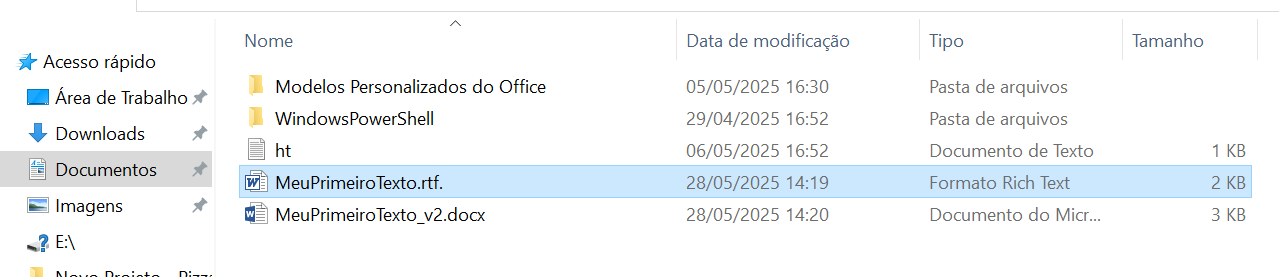 Nome Data de modificação Tipo Tamanho
Acesso rápido
Área de Trabalho
Downloads
Documentos
Imagens
E:\
Novo Projeto - Pizz
Modelos Personalizados do Office 05/05/2025 16:30 Pasta de arquivos
WindowsPowerShell 29/04/2025 16:52 Pasta de arquivos
ht 06/05/2025 16:52 Documento de Texto 1 KB
MeuPrimeiroTexto.rtf. 28/05/2025 14:19 Formato Rich Text 2 KB
MeuPrimeiroTexto_v2.docx 28/05/2025 14:20 Documento do Micr... 3 KB